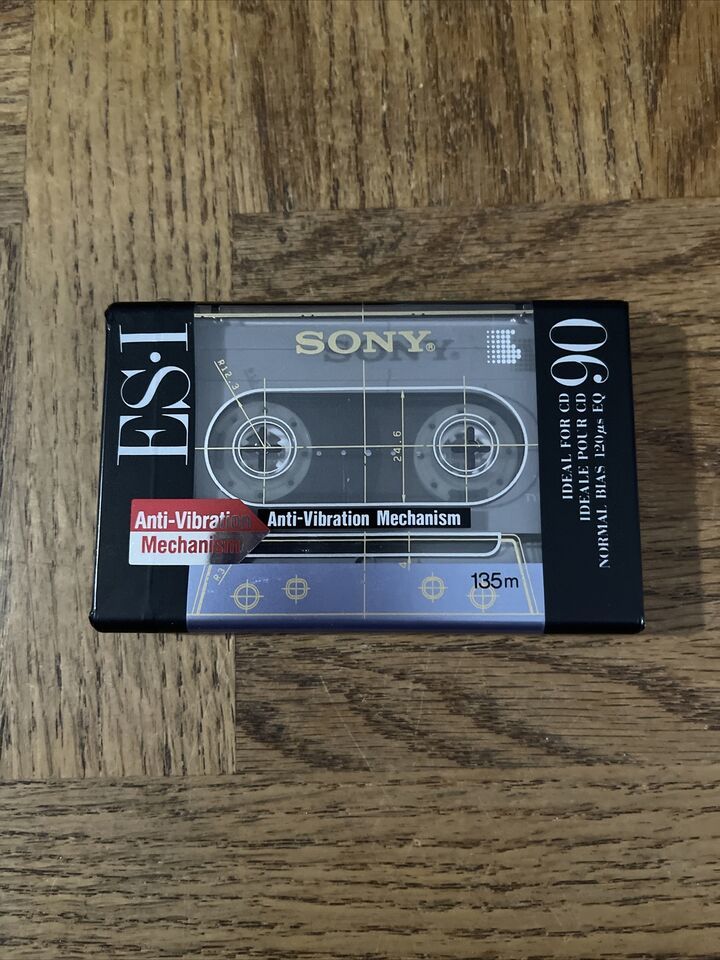 ES·I
SONY®
R12.3
24.6
Anti-Vibration
Mechanism
Anti-Vibration Mechanism
4
135m
IDEAL FOR CD
IDEALE POUR CD
NORMAL BIAS 120µs EQ
90